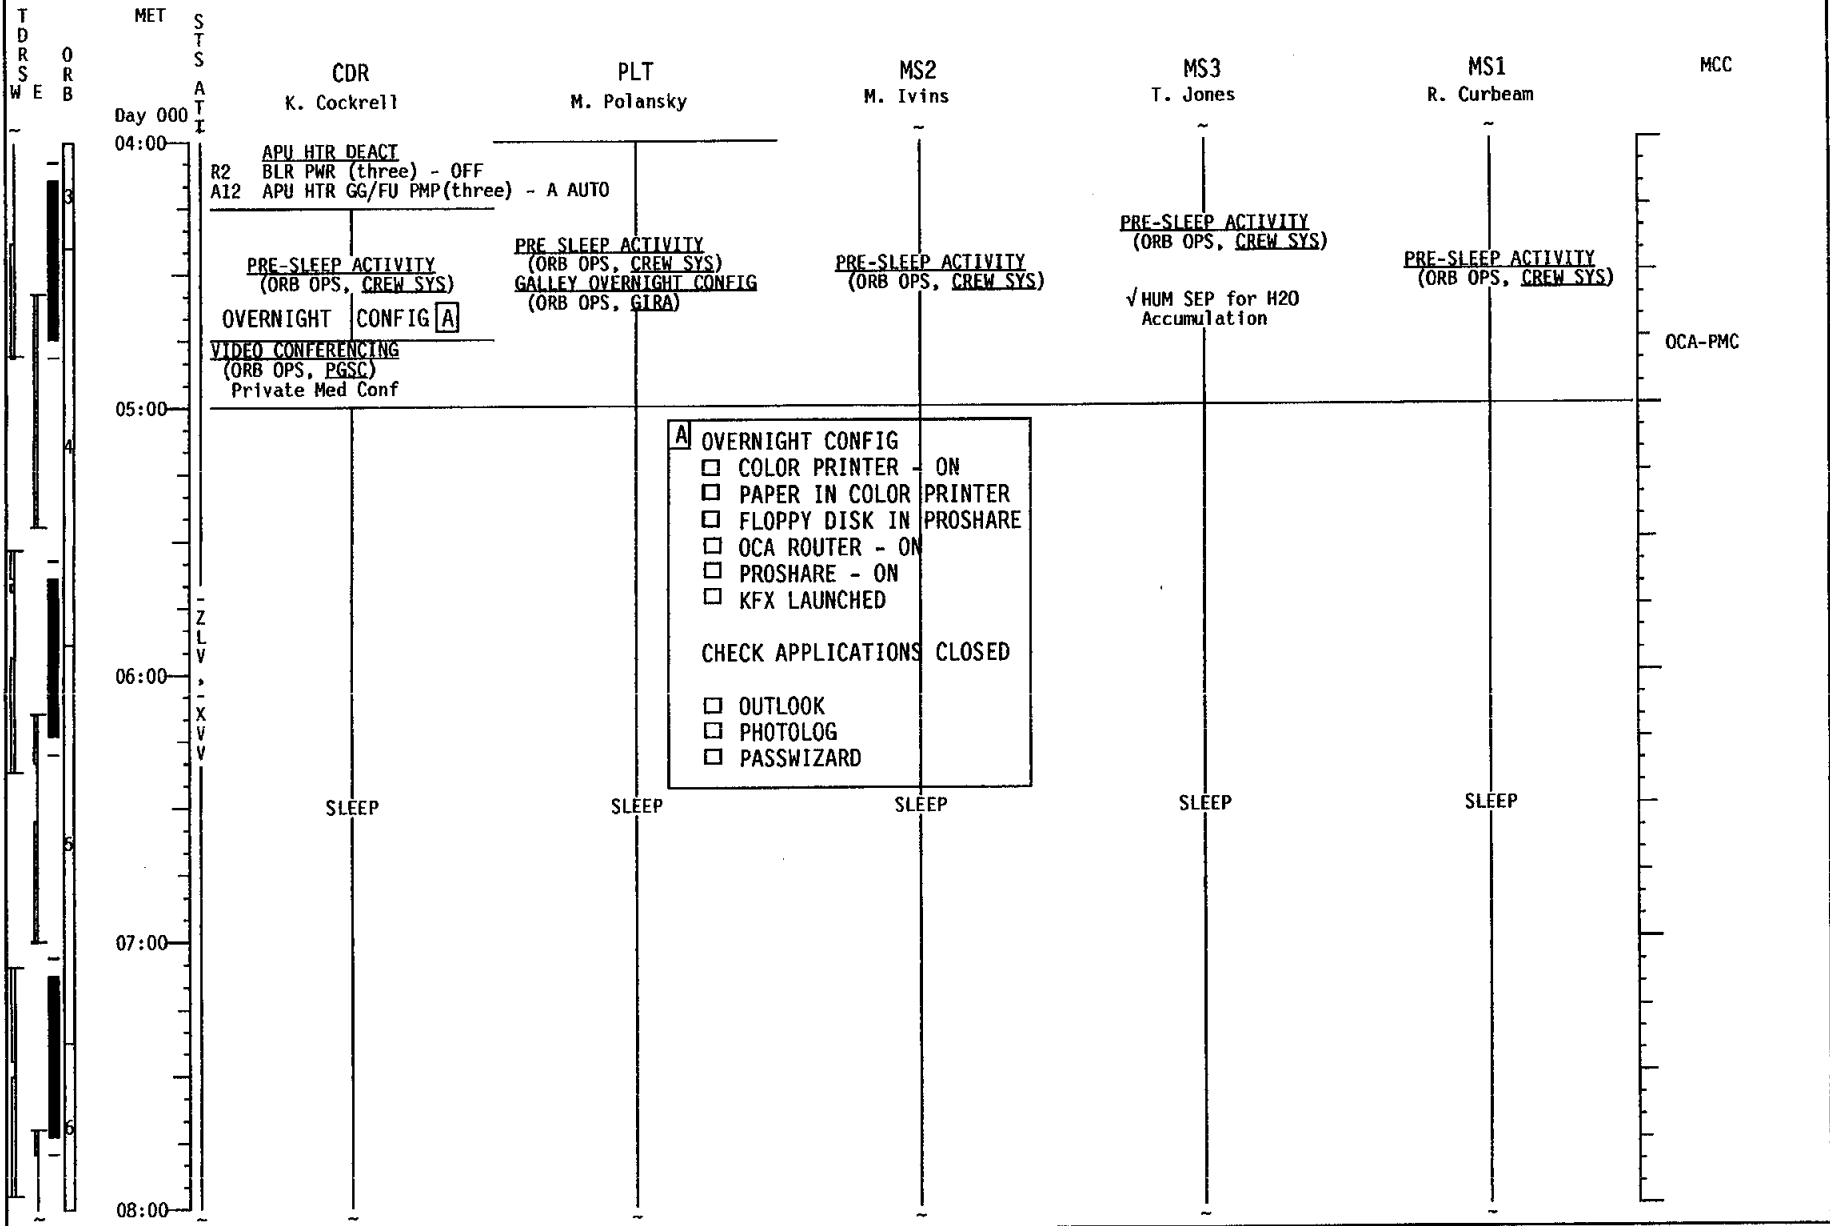 TDRS
W E
ORB
MET
STS ATT
CDR
K. Cockrell
PLT
M. Polansky
MS2
M. Ivins
MS3
T. Jones
MS1
R. Curbeam
MCC
Day 000
04:00
APU HTR DEACT
R2 BLR PWR (three) - OFF
A12 APU HTR GG/FU PMP(three) - A AUTO
3
PRE-SLEEP ACTIVITY
(ORB OPS, CREW SYS)
OVERNIGHT CONFIG A
VIDEO CONFERENCING
(ORB OPS, PGSC)
Private Med Conf
PRE SLEEP ACTIVITY
(ORB OPS, CREW SYS)
GALLEY OVERNIGHT CONFIG
(ORB OPS, GIRA)
PRE-SLEEP ACTIVITY
(ORB OPS, CREW SYS)
PRE-SLEEP ACTIVITY
(ORB OPS, CREW SYS)
√HUM SEP for H2O
Accumulation
PRE-SLEEP ACTIVITY
(ORB OPS, CREW SYS)
OCA-PMC
05:00
4
A OVERNIGHT CONFIG
□ COLOR PRINTER - ON
□ PAPER IN COLOR PRINTER
□ FLOPPY DISK IN PROSHARE
□ OCA ROUTER - ON
□ PROSHARE - ON
□ KFX LAUNCHED
CHECK APPLICATIONS CLOSED
□ OUTLOOK
□ PHOTOLOG
□ PASSWIZARD
-ZLV,-XVV
06:00
SLEEP
SLEEP
SLEEP
SLEEP
SLEEP
5
07:00
6
08:00